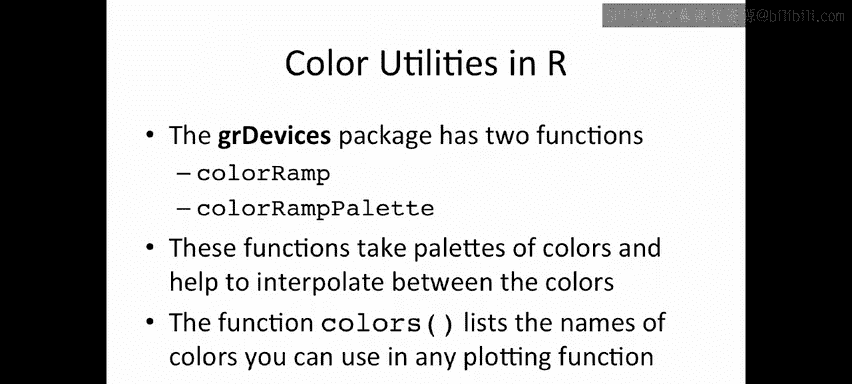 @bilibili.com
Color Utilities in R
• The grDevices package has two functions
– colorRamp
– colorRampPalette
• These functions take palettes of colors and
help to interpolate between the colors
• The function colors() lists the names of
colors you can use in any plotting function